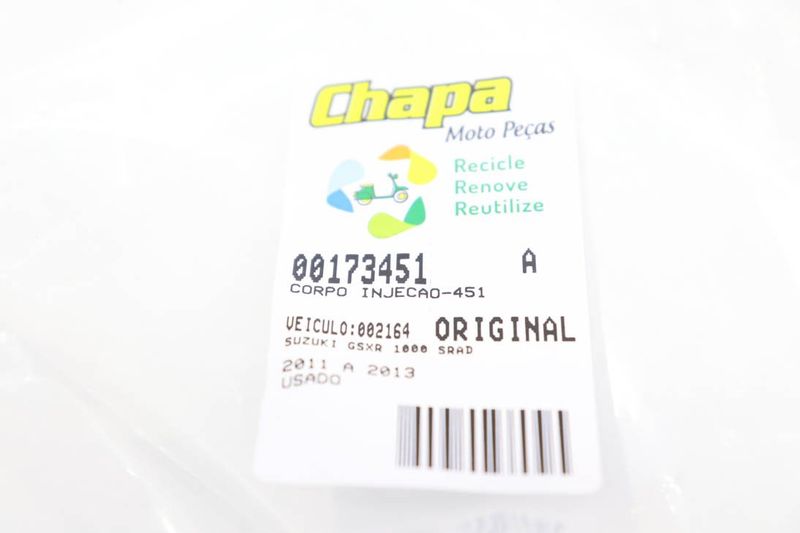 Chapa
Moto Peças
Recicle
Renove
Reutilize
00173451 A
CORPO INJECAO-451
VEICULO:002164 ORIGINAL
SUZUKI GSXR 1000 SRAD
2011 A 2013
USADO